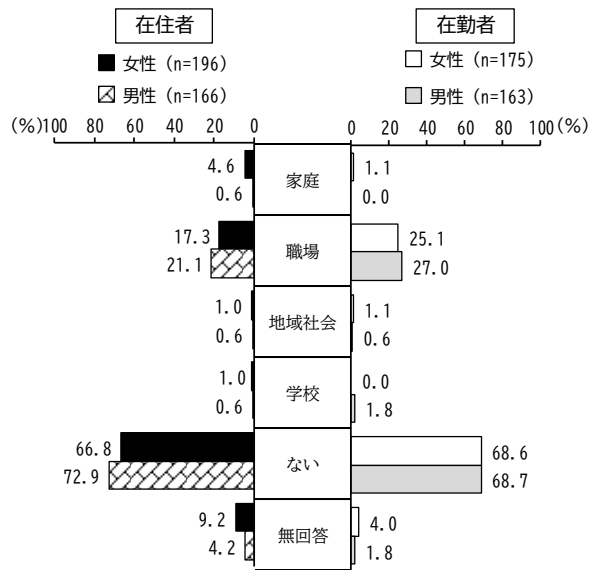 在住者 在勤者
女性 (n=196) 女性 (n=175)
男性 (n=166) 男性 (n=163)
(%)100 80 60 40 20 0 0 20 40 60 80 100 (%)
4.6 家庭 1.1
0.6 0.0
17.3 職場 25.1
21.1 27.0
1.0 地域社会 1.1
0.6 0.6
1.0 学校 0.0
0.6 1.8
66.8 ない 68.6
72.9 68.7
9.2 無回答 4.0
4.2 1.8